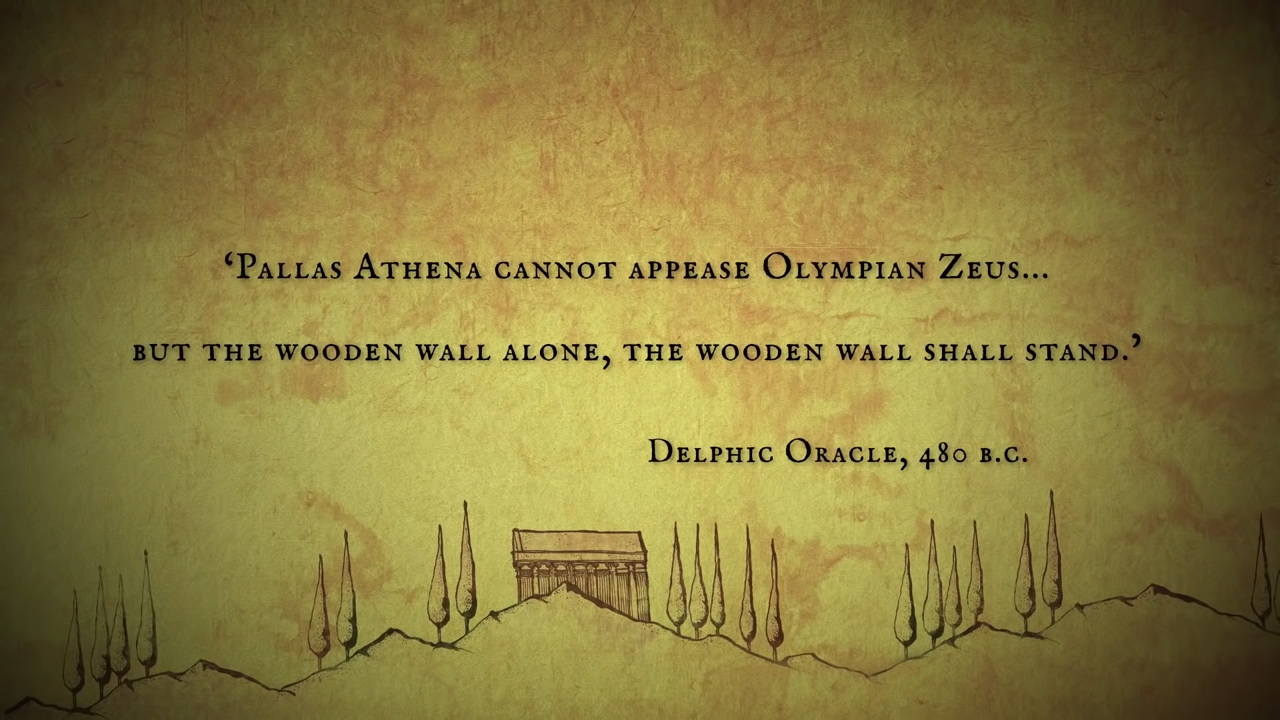 ‘Pallas Athena cannot appease Olympian Zeus...
but the wooden wall alone, the wooden wall shall stand.’
Delphic Oracle, 480 b.c.